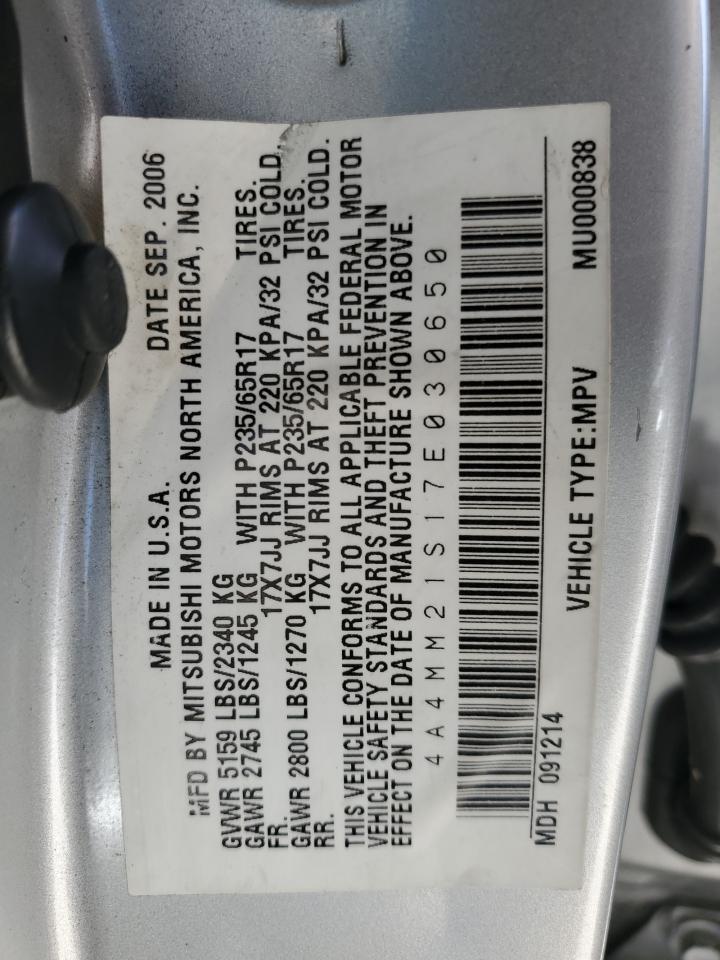 MADE IN U.S.A. DATE SEP. 2006
MFD BY MITSUBISHI MOTORS NORTH AMERICA, INC.
GVWR 5159 LBS/2340 KG
GAWR 2745 LBS/1245 KG WITH P235/65R17 TIRES.
FR. 17X7JJ RIMS AT 220 KPA/32 PSI COLD.
GAWR 2800 LBS/1270 KG WITH P235/65R17 TIRES.
RR. 17X7JJ RIMS AT 220 KPA/32 PSI COLD.
THIS VEHICLE CONFORMS TO ALL APPLICABLE FEDERAL MOTOR
VEHICLE SAFETY STANDARDS AND THEFT PREVENTION IN
EFFECT ON THE DATE OF MANUFACTURE SHOWN ABOVE.
4A4MM21S17E030650
MDH 091214 VEHICLE TYPE:MPV MU000838